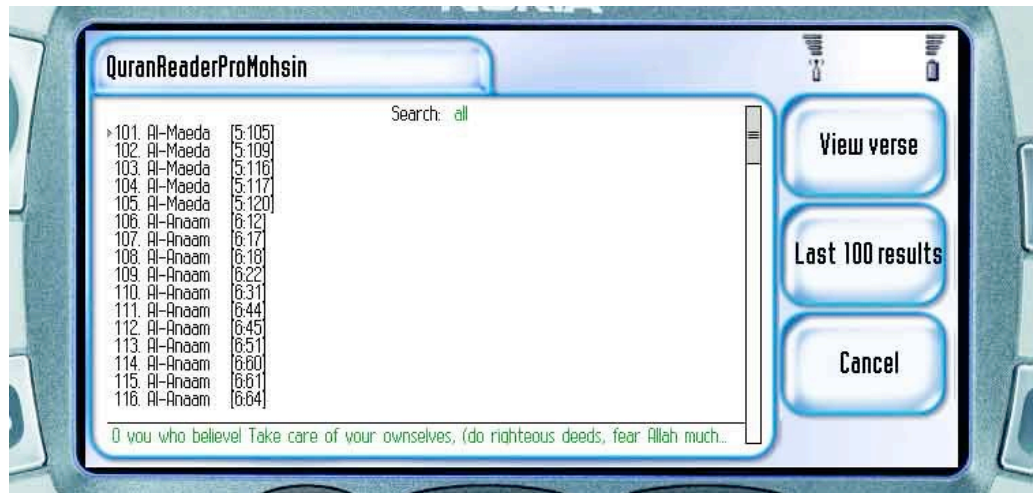 NOKIA
QuranReaderProMohsin
Search: all
101. Al-Maeda [5:105]
102. Al-Maeda [5:109]
103. Al-Maeda [5:116]
104. Al-Maeda [5:117]
105. Al-Maeda [5:120]
106. Al-Anaam [6:12]
107. Al-Anaam [6:17]
108. Al-Anaam [6:18]
109. Al-Anaam [6:22]
110. Al-Anaam [6:31]
111. Al-Anaam [6:44]
112. Al-Anaam [6:45]
113. Al-Anaam [6:51]
114. Al-Anaam [6:60]
115. Al-Anaam [6:61]
116. Al-Anaam [6:64]
O you who believe! Take care of your ownselves, (do righteous deeds, fear Allah much...
View verse
Last 100 results
Cancel